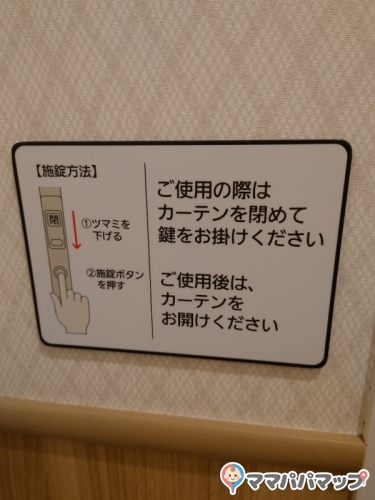 【施錠方法】
閉
①ツマミを
下げる
②施錠ボタン
を押す
ご使用の際は
カーテンを閉めて
鍵をお掛けください
ご使用後は、
カーテンを
お開けください
ママパパマップ